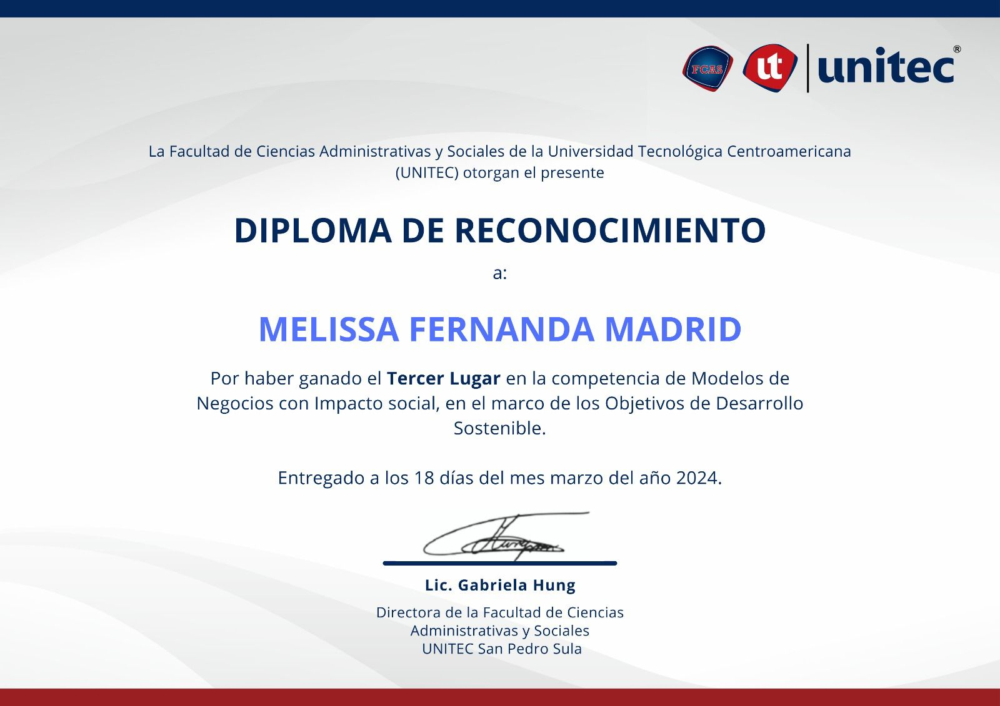 FCAS ut unitec®
La Facultad de Ciencias Administrativas y Sociales de la Universidad Tecnológica Centroamericana
(UNITEC) otorgan el presente
DIPLOMA DE RECONOCIMIENTO
a:
MELISSA FERNANDA MADRID
Por haber ganado el Tercer Lugar en la competencia de Modelos de
Negocios con Impacto social, en el marco de los Objetivos de Desarrollo
Sostenible.
Entregado a los 18 días del mes marzo del año 2024.
Lic. Gabriela Hung
Directora de la Facultad de Ciencias
Administrativas y Sociales
UNITEC San Pedro Sula